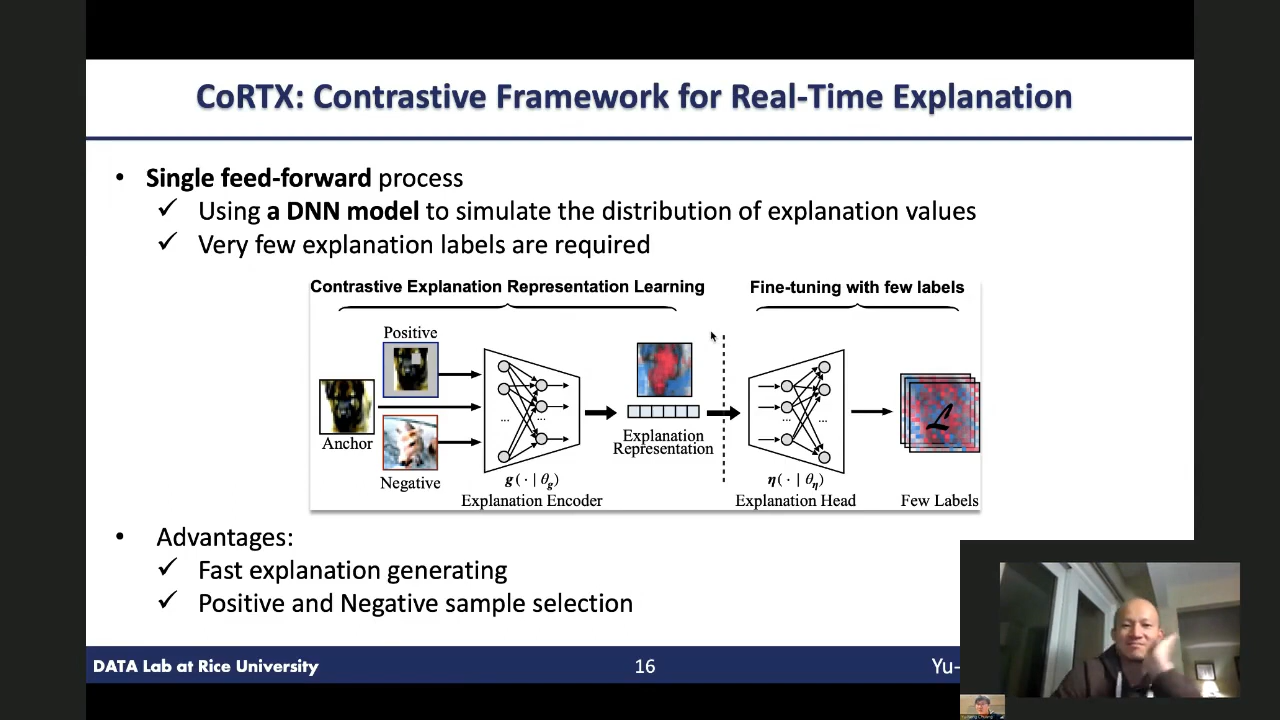 CoRTX: Contrastive Framework for Real-Time Explanation
• Single feed-forward process
✓ Using a DNN model to simulate the distribution of explanation values
✓ Very few explanation labels are required
Contrastive Explanation Representation Learning
Fine-tuning with few labels
Positive
Anchor
Negative
...
...
g(·|θg)
Explanation Encoder
Explanation
Representation
...
...
η(·|θη)
Explanation Head
L
Few Labels
• Advantages:
✓ Fast explanation generating
✓ Positive and Negative sample selection
DATA Lab at Rice University
16
Yu-